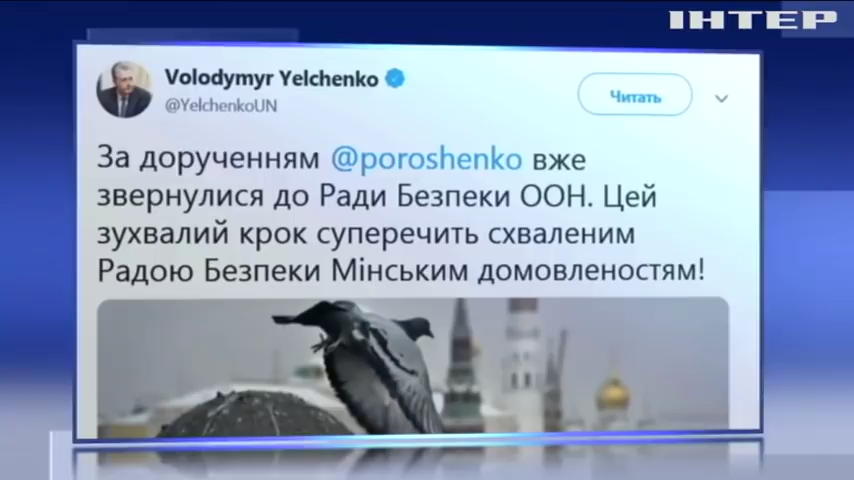 ІНТЕР
Volodymyr Yelchenko
@YelchenkoUN
Читать
За дорученням @poroshenko вже
звернулися до Ради Безпеки ООН. Цей
зухвалий крок суперечить схваленим
Радою Безпеки Мінським домовленостям!